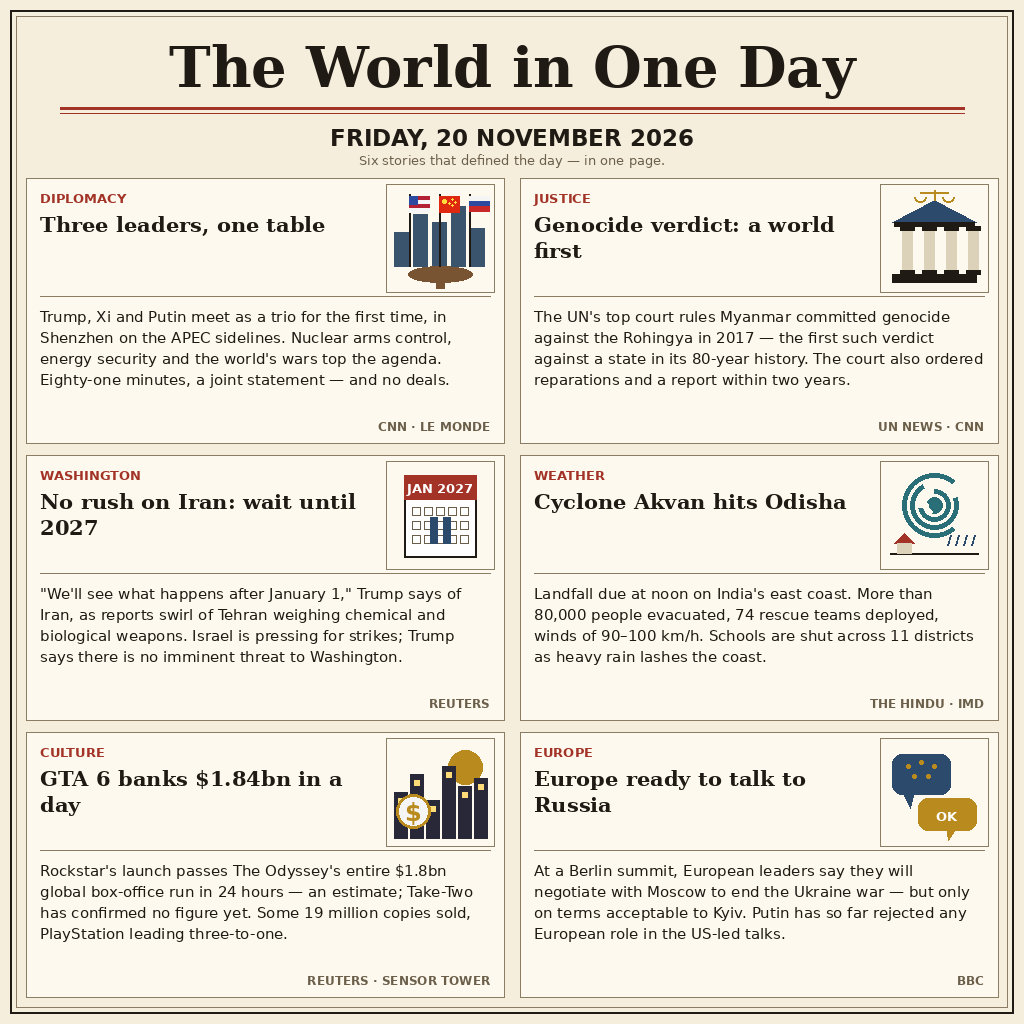 The World in One Day
FRIDAY, 20 NOVEMBER 2026
Six stories that defined the day — in one page.
DIPLOMACY
Three leaders, one table
Trump, Xi and Putin meet as a trio for the first time, in
Shenzhen on the APEC sidelines. Nuclear arms control,
energy security and the world's wars top the agenda.
Eighty-one minutes, a joint statement — and no deals.
CNN · LE MONDE
JUSTICE
Genocide verdict: a world
first
The UN's top court rules Myanmar committed genocide
against the Rohingya in 2017 — the first such verdict
against a state in its 80-year history. The court also ordered
reparations and a report within two years.
UN NEWS · CNN
WASHINGTON
No rush on Iran: wait until
2027
JAN 2027
"We'll see what happens after January 1," Trump says of
Iran, as reports swirl of Tehran weighing chemical and
biological weapons. Israel is pressing for strikes; Trump
says there is no imminent threat to Washington.
REUTERS
WEATHER
Cyclone Akvan hits Odisha
Landfall due at noon on India's east coast. More than
80,000 people evacuated, 74 rescue teams deployed,
winds of 90–100 km/h. Schools are shut across 11 districts
as heavy rain lashes the coast.
THE HINDU · IMD
CULTURE
GTA 6 banks $1.84bn in a
day
$
Rockstar's launch passes The Odyssey's entire $1.8bn
global box-office run in 24 hours — an estimate; Take-Two
has confirmed no figure yet. Some 19 million copies sold,
PlayStation leading three-to-one.
REUTERS · SENSOR TOWER
EUROPE
Europe ready to talk to
Russia
OK
At a Berlin summit, European leaders say they will
negotiate with Moscow to end the Ukraine war — but only
on terms acceptable to Kyiv. Putin has so far rejected any
European role in the US-led talks.
BBC